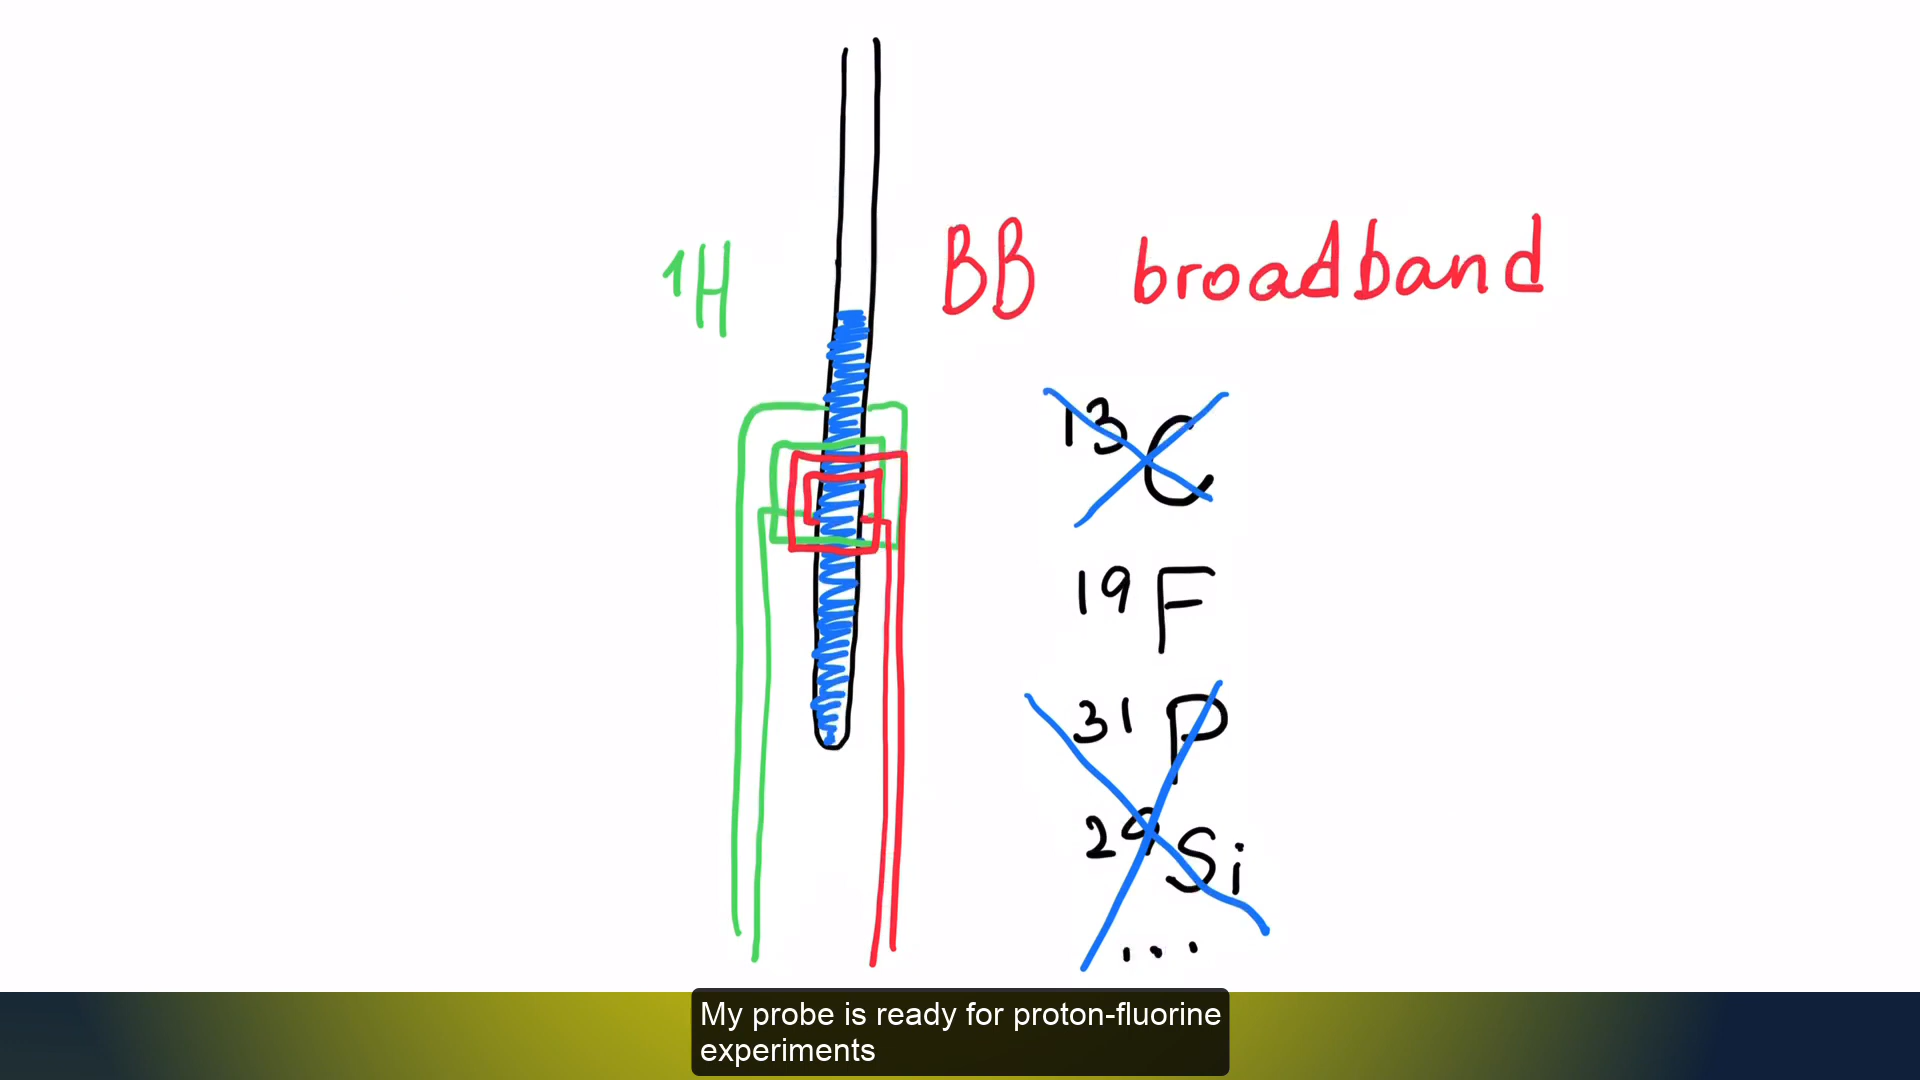 1H
BB broadband
13C
19F
31P
29Si
...
My probe is ready for proton-fluorine
experiments